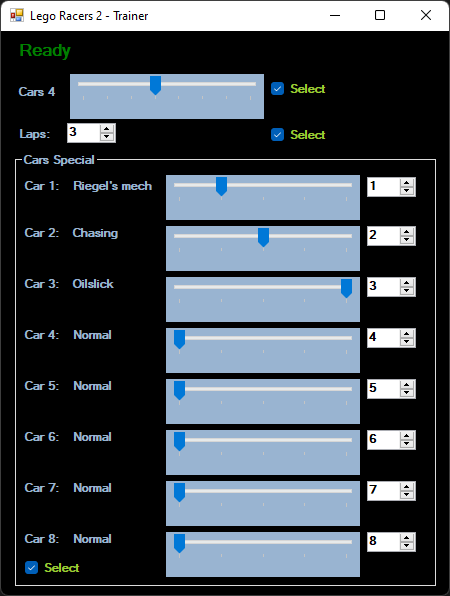 Lego Racers 2 - Trainer
Ready
Cars 4 Select
Laps: 3 Select
Cars Special
Car 1: Riegel's mech 1
Car 2: Chasing 2
Car 3: Oilslick 3
Car 4: Normal 4
Car 5: Normal 5
Car 6: Normal 6
Car 7: Normal 7
Car 8: Normal 8
Select